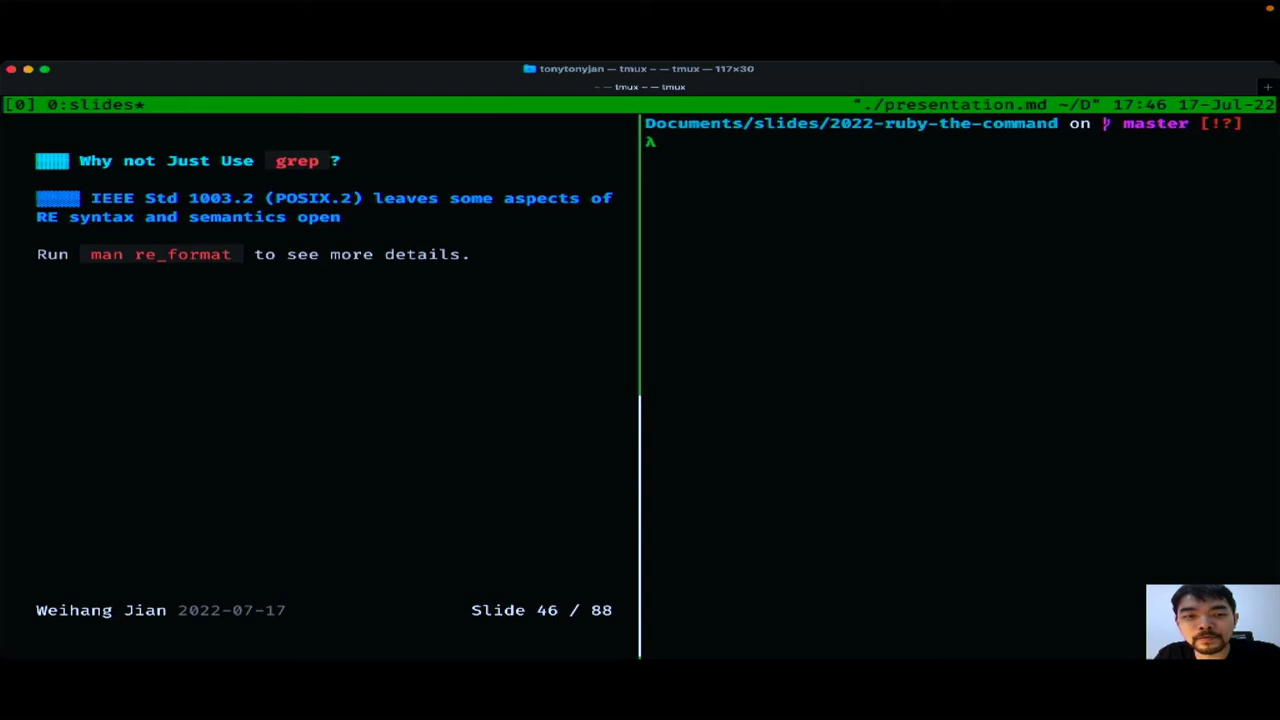 tonytonyjan — tmux - — tmux — 117×30
~ — tmux ~ — tmux
[0] 0:slides* "./presentation.md ~/D" 17:46 17-Jul-22
Why not Just Use grep ?
IEEE Std 1003.2 (POSIX.2) leaves some aspects of
RE syntax and semantics open
Run man re_format to see more details.
Weihang Jian 2022-07-17 Slide 46 / 88
Documents/slides/2022-ruby-the-command on master [!?]
λ